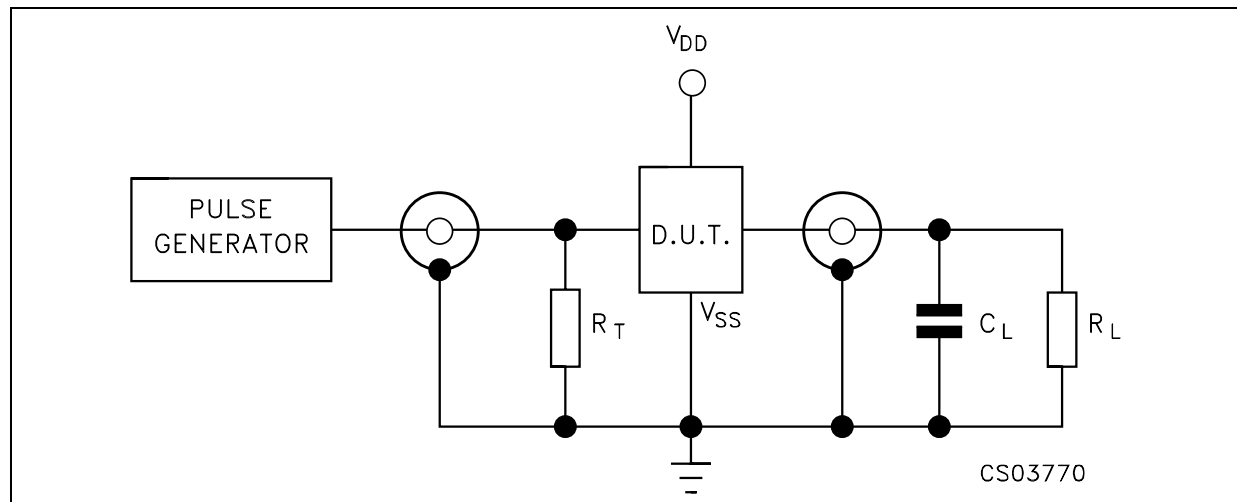 VDD
PULSE
GENERATOR
D.U.T.
VSS
RT
CL
RL
CS03770